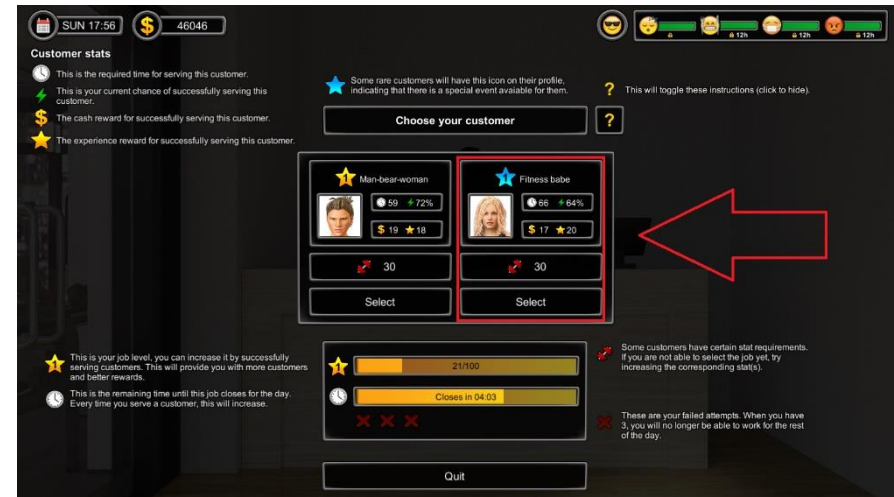 SUN 17:56
46046
12h
12h
12h
Customer stats
This is the required time for serving this customer.
This is your current chance of successfully serving this
customer.
The cash reward for successfully serving this customer.
The experience reward for successfully serving this customer.
Some rare customers will have this icon on their profile,
indicating that there is a special event avaiable for them.
? This will toggle these instructions (click to hide).
Choose your customer
?
1 Man-bear-woman
59 72%
$ 19 18
30
Select
1 Fitness babe
66 64%
$ 17 20
30
Select
1 This is your job level, you can increase it by successfully
serving customers. This will provide you with more customers
and better rewards.
This is the remaining time until this job closes for the day.
Every time you serve a customer, this will increase.
21/100
Closes in 04:03
Some customers have certain stat requirements.
If you are not able to select the job yet, try
increasing the corresponding stat(s).
These are your failed attempts. When you have
3, you will no longer be able to work for the rest
of the day.
Quit